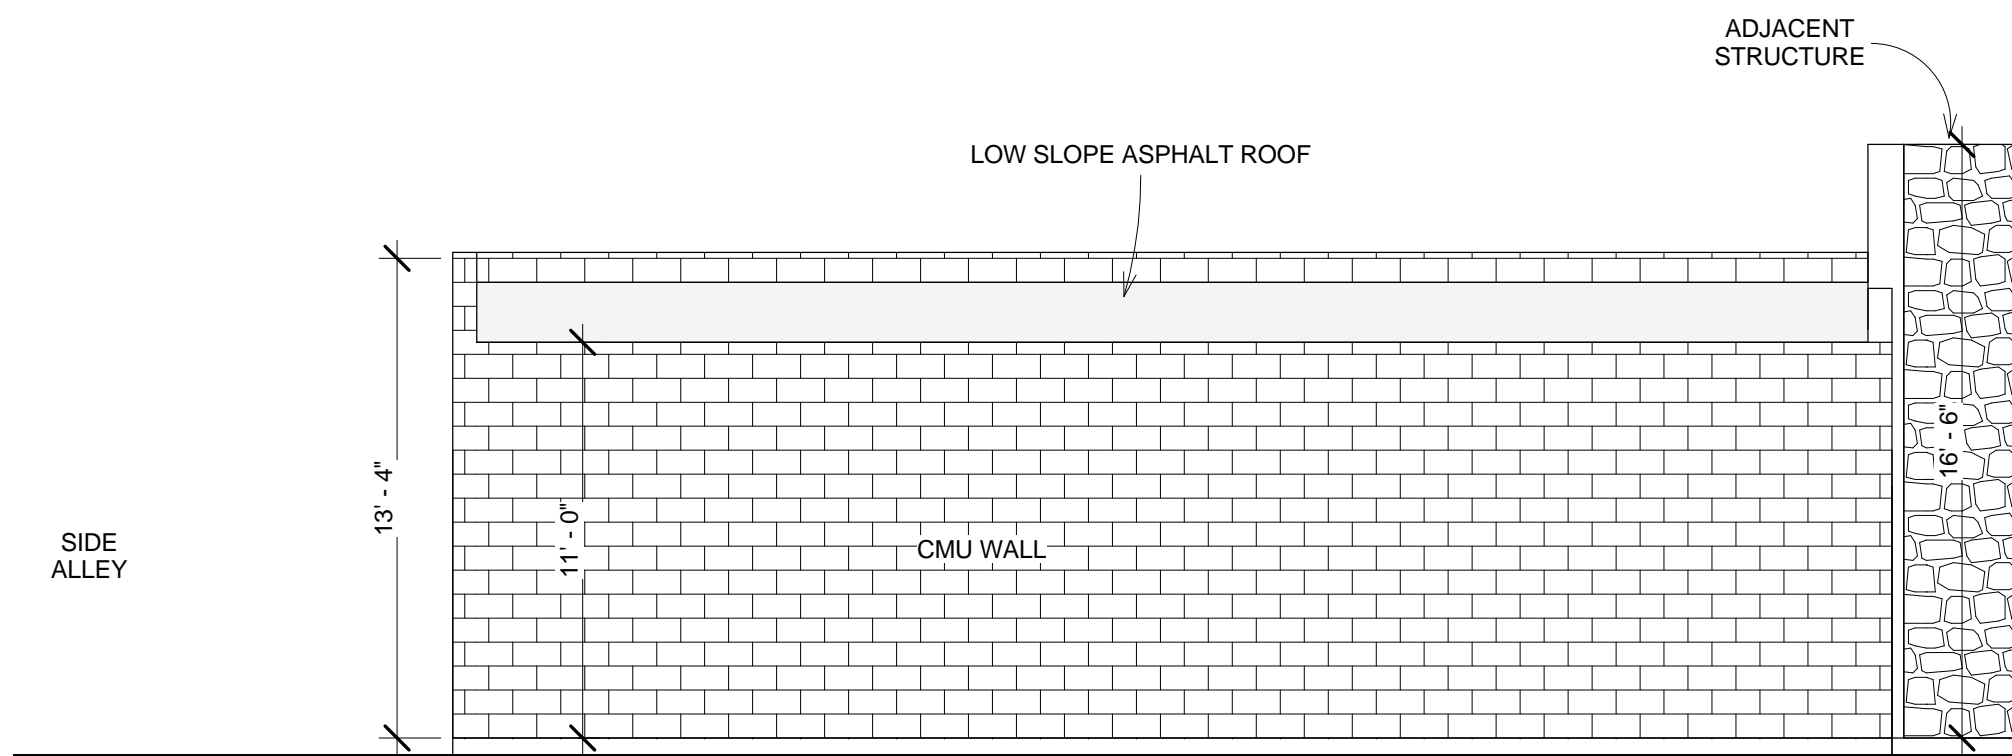 ADJACENT
STRUCTURE
LOW SLOPE ASPHALT ROOF
13' - 4"
11' - 0"
16' - 6"
SIDE
ALLEY
CMU WALL